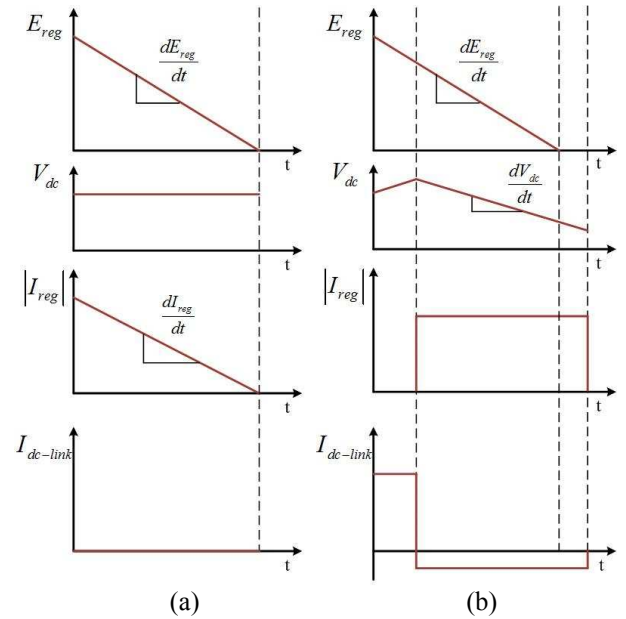 E_reg
dE_reg/dt
t
V_dc
t
|I_reg|
dI_reg/dt
t
I_dc-link
t
(a)
E_reg
dE_reg/dt
t
V_dc
dV_dc/dt
t
|I_reg|
t
I_dc-link
t
(b)